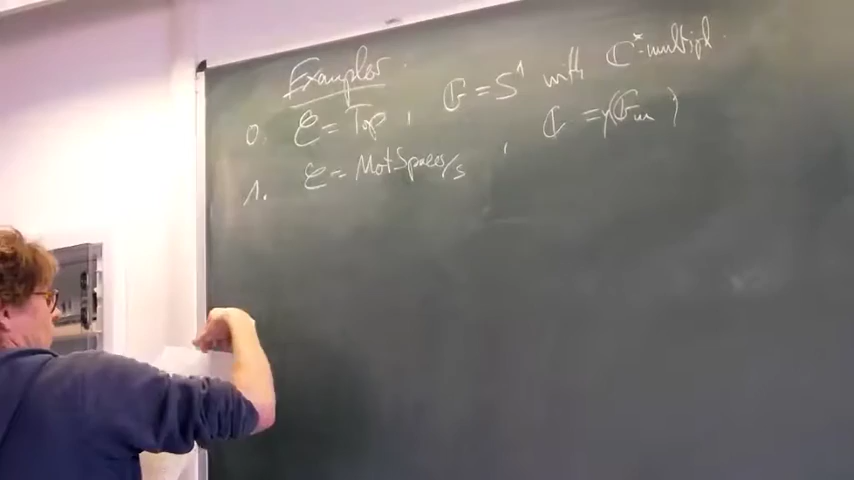 Examples.
0. C = Top, G = S¹ with C*-multipl.
1. C = MotSpaces/S, G = γ(Gm)